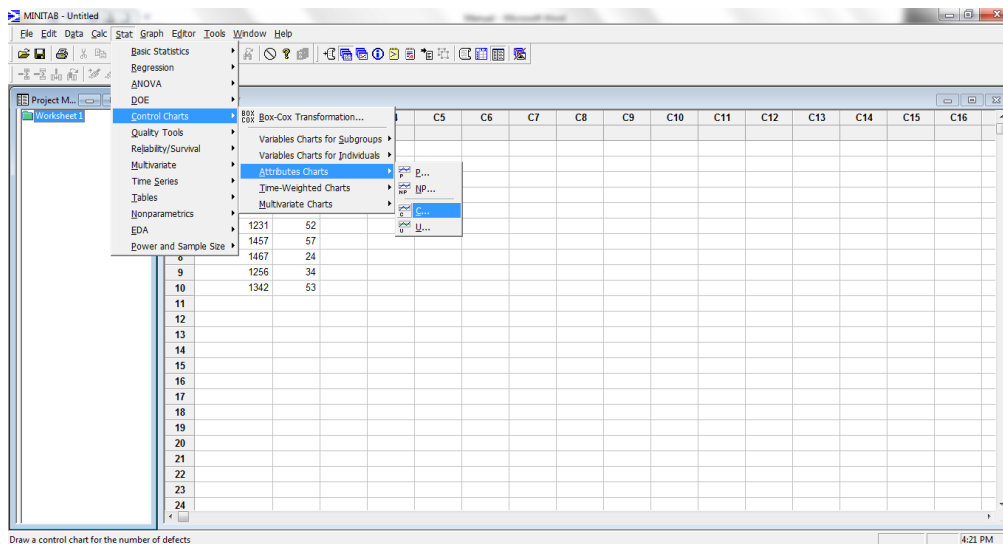 MINITAB - Untitled
File Edit Data Calc Stat Graph Editor Tools Window Help
Project M...
Worksheet 1
Basic Statistics
Regression
ANOVA
DOE
Control Charts
Quality Tools
Reliability/Survival
Multivariate
Time Series
Tables
Nonparametrics
EDA
Power and Sample Size
BOX COX Box-Cox Transformation...
Variables Charts for Subgroups
Variables Charts for Individuals
Attributes Charts
Time-Weighted Charts
Multivariate Charts
P P...
NP NP...
C C...
U U...
C5 C6 C7 C8 C9 C10 C11 C12 C13 C14 C15 C16
1231 52
1457 57
8 1467 24
9 1256 34
10 1342 53
11
12
13
14
15
16
17
18
19
20
21
22
23
24
Draw a control chart for the number of defects
4:21 PM